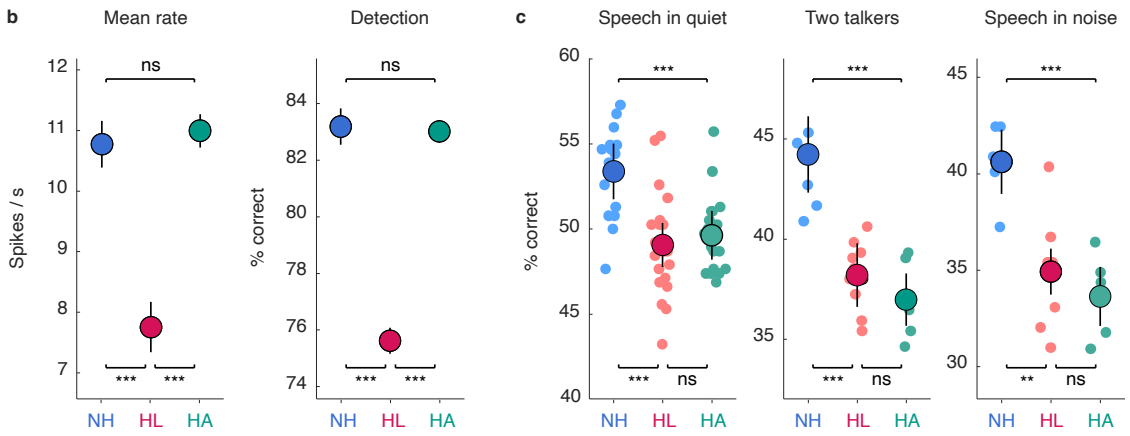 b
Mean rate
Spikes / s
12
11
10
9
8
7
ns
***
***
NH
HL
HA
Detection
% correct
84
82
80
78
76
74
ns
***
***
NH
HL
HA
c
Speech in quiet
% correct
60
55
50
45
40
***
***
ns
NH
HL
HA
Two talkers
45
40
35
***
***
ns
NH
HL
HA
Speech in noise
45
40
35
30
***
**
ns
NH
HL
HA